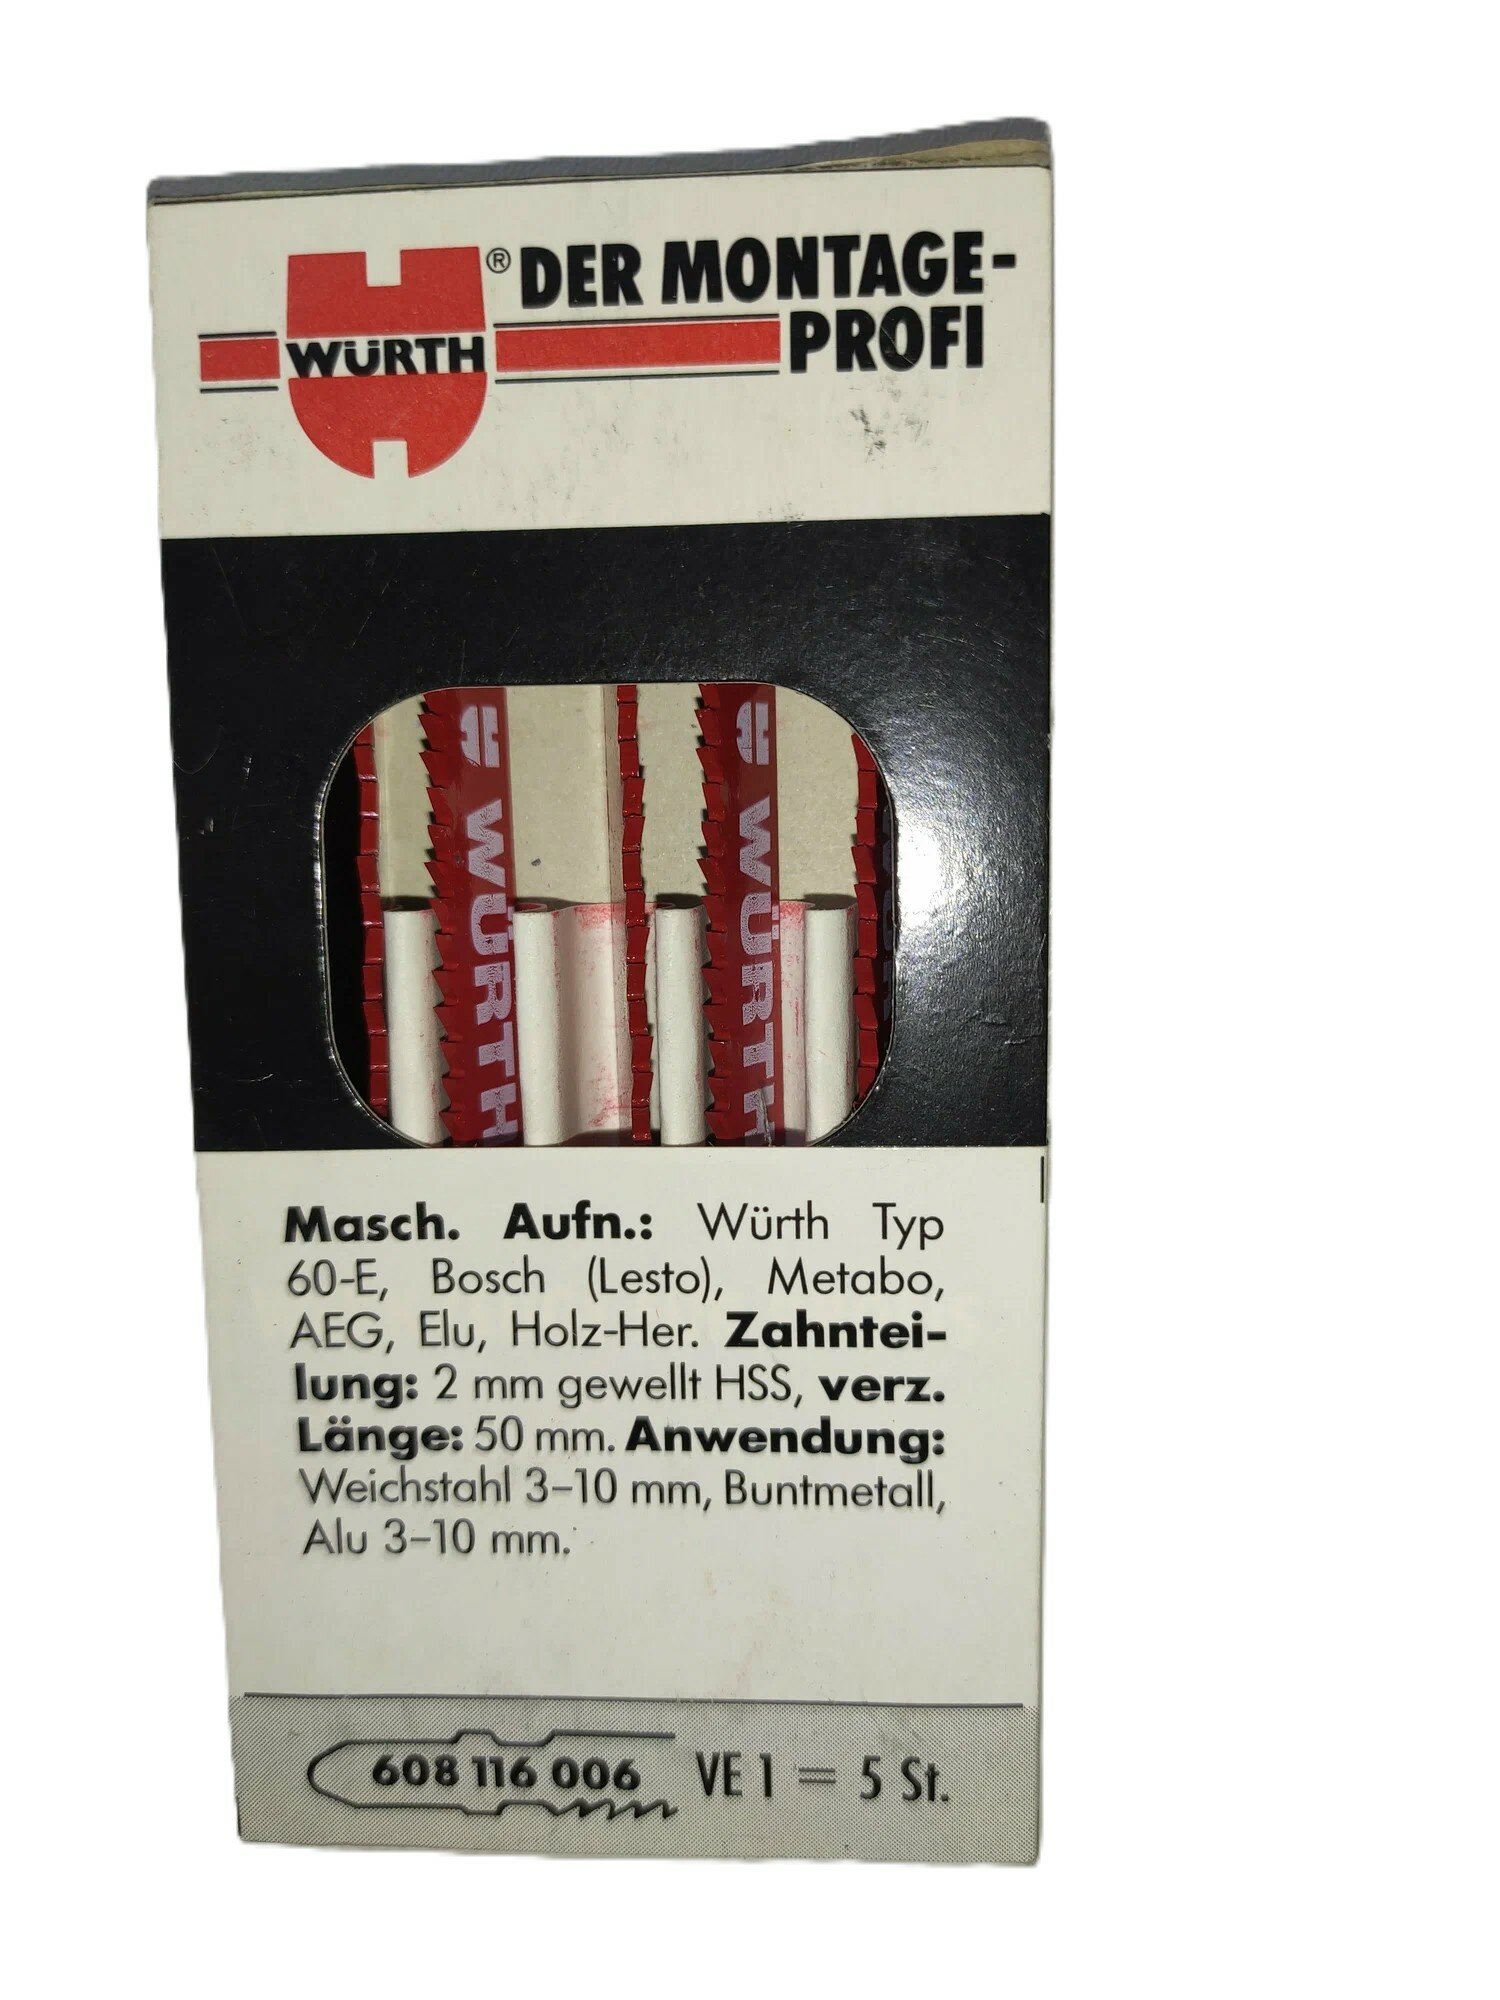 WÜRTH® DER MONTAGE-
PROFI
WÜRTH
WÜRTH
Masch. Aufn.: Würth Typ
60-E, Bosch (Lesto), Metabo,
AEG, Elu, Holz-Her. Zahntei-
lung: 2 mm gewellt HSS, verz.
Länge: 50 mm. Anwendung:
Weichstahl 3–10 mm, Buntmetall,
Alu 3–10 mm.
608 116 006 VE 1 = 5 St.